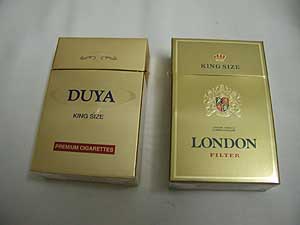 DUYA
KING SIZE
PREMIUM CIGARETTES
KING SIZE
LONDON
FILTER